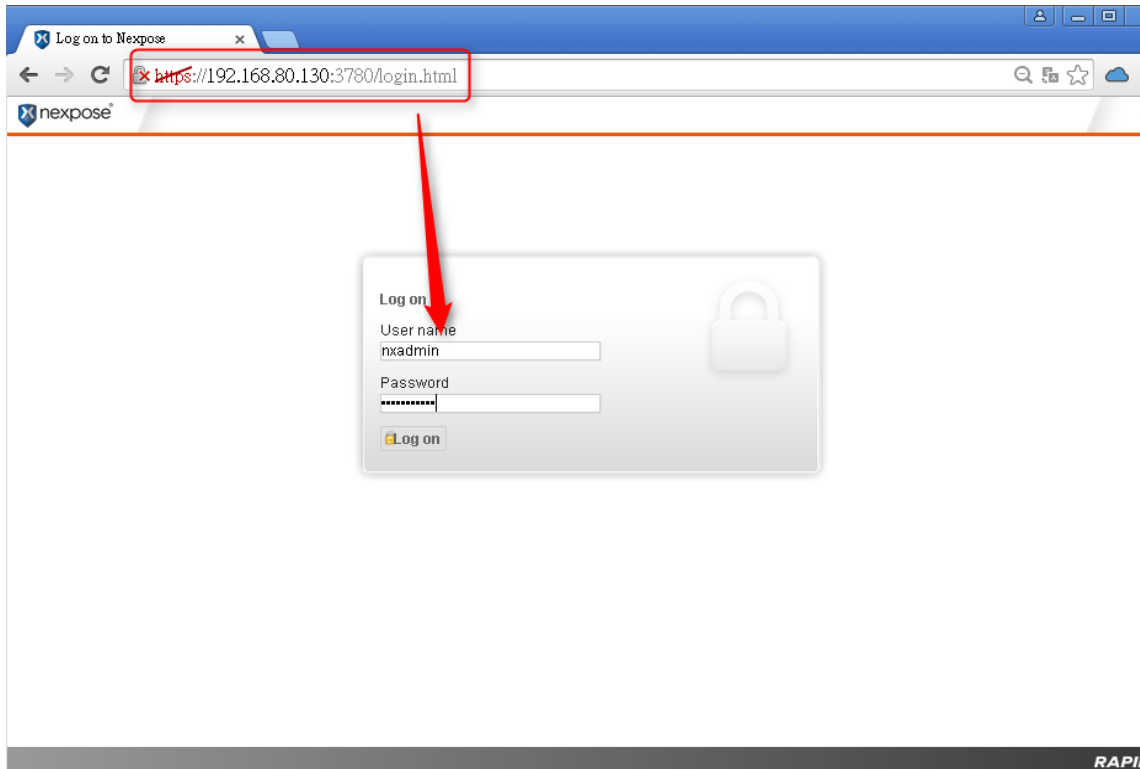 Log on to Nexpose
https://192.168.80.130:3780/login.html
nexpose®
Log on
User name
nxadmin
Password
•••••••••••
Log on
RAPI